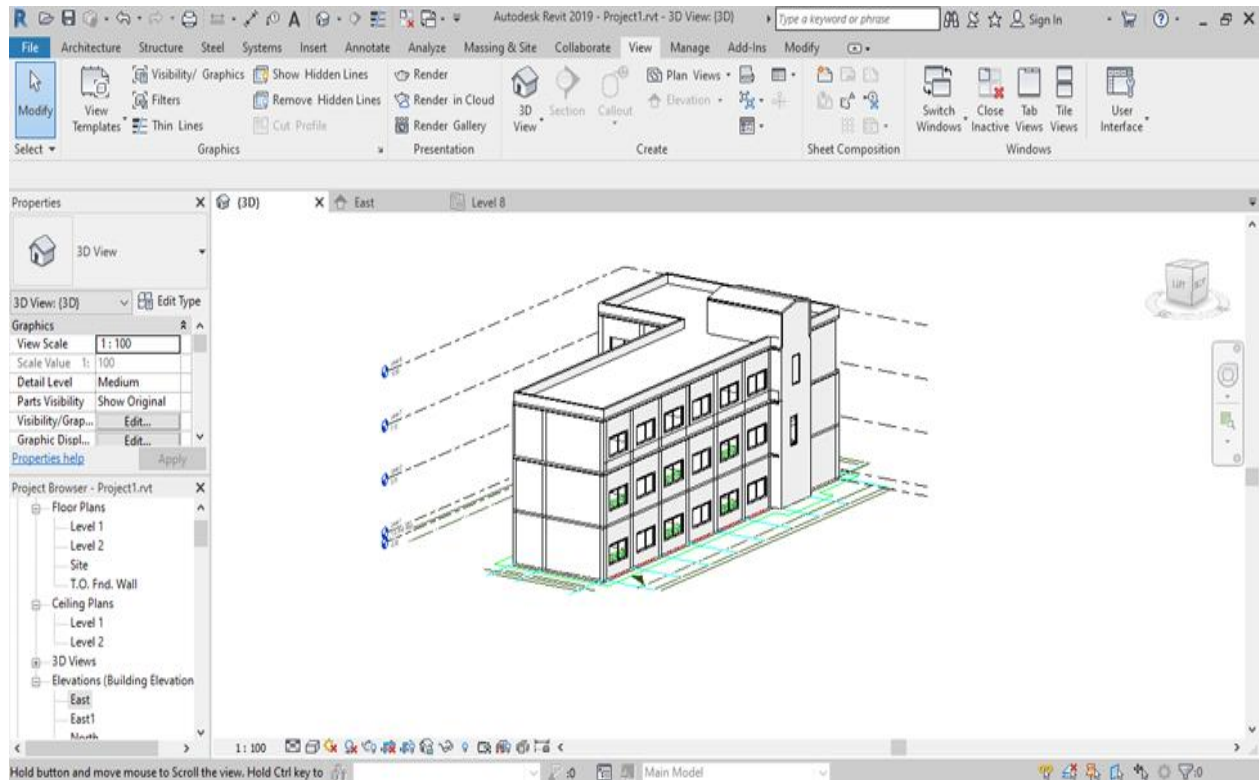 Autodesk Revit 2019 - Project1.rvt - 3D View: {3D}
Type a keyword or phrase
Sign In
File Architecture Structure Steel Systems Insert Annotate Analyze Massing & Site Collaborate View Manage Add-Ins Modify
Modify
View Templates
Visibility/ Graphics
Filters
Thin Lines
Show Hidden Lines
Remove Hidden Lines
Cut Profile
Render
Render in Cloud
Render Gallery
3D View
Section
Callout
Plan Views
Elevation
Switch Windows
Close Inactive
Tab Views
Tile Views
User Interface
Select Graphics Presentation Create Sheet Composition Windows
Properties
{3D} East Level 8
3D View
3D View: {3D} Edit Type
Graphics
View Scale 1 : 100
Scale Value 1: 100
Detail Level Medium
Parts Visibility Show Original
Visibility/Grap... Edit...
Graphic Displ... Edit...
Properties help Apply
Project Browser - Project1.rvt
Floor Plans
Level 1
Level 2
Site
T.O. Fnd. Wall
Ceiling Plans
Level 1
Level 2
3D Views
Elevations (Building Elevation
East
East1
North
LEFT
1 : 100
Hold button and move mouse to Scroll the view. Hold Ctrl key to :0 Main Model :0